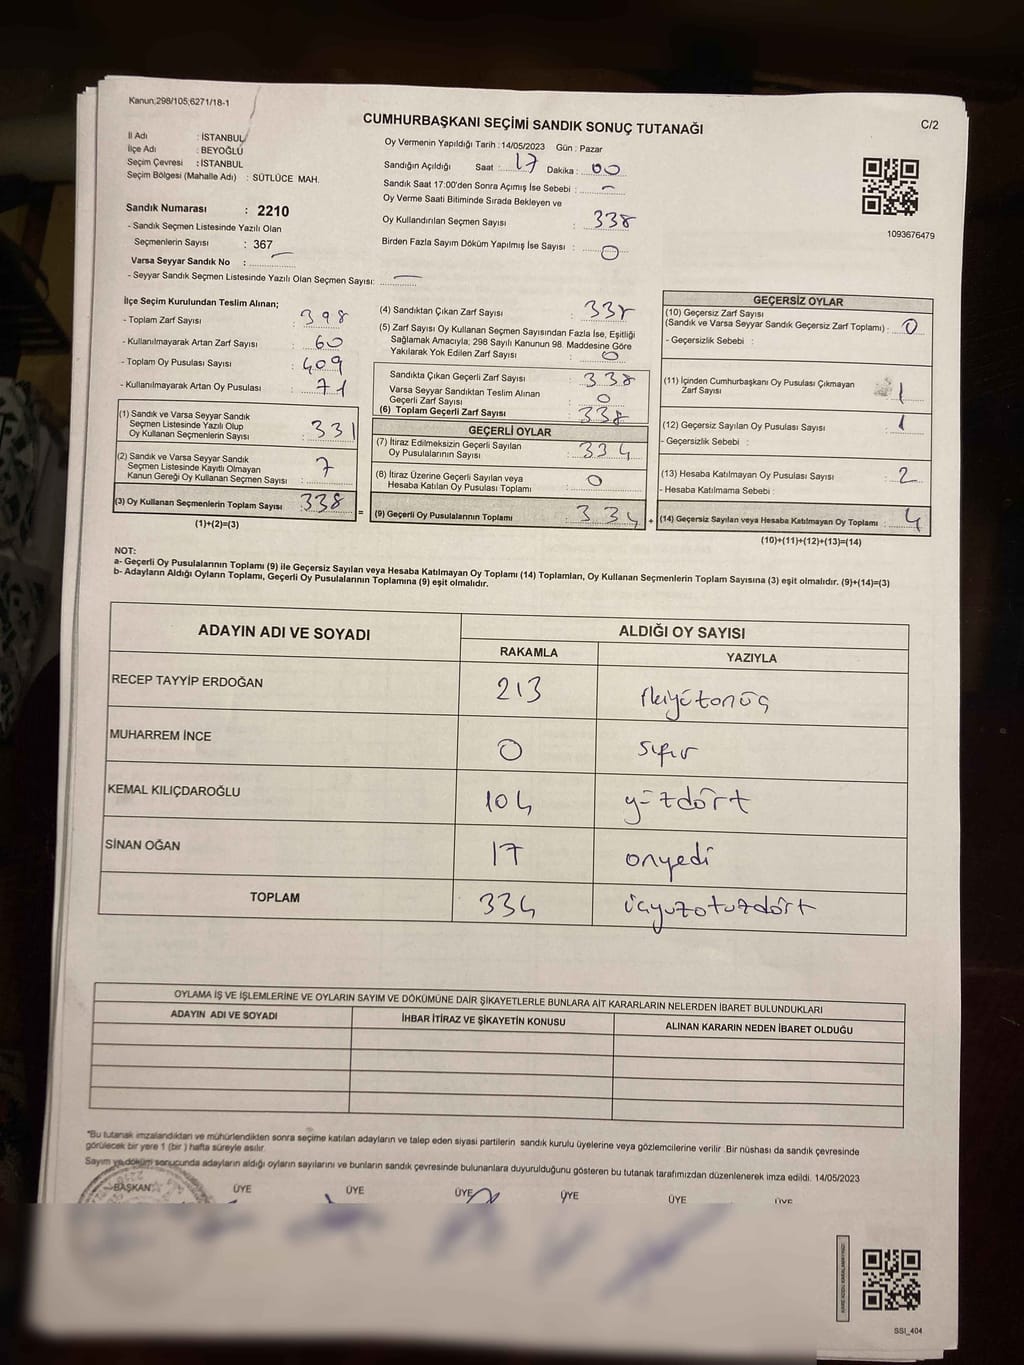 Kanun;298/105;6271/18-1
C/2
CUMHURBAŞKANI SEÇİMİ SANDIK SONUÇ TUTANAĞI
İl Adı : İSTANBUL
İlçe Adı : BEYOĞLU
Seçim Çevresi : İSTANBUL
Seçim Bölgesi (Mahalle Adı) : SÜTLÜCE MAH.
Sandık Numarası : 2210
- Sandık Seçmen Listesinde Yazılı Olan
Seçmenlerin Sayısı : 367
Varsa Seyyar Sandık No : —
- Seyyar Sandık Seçmen Listesinde Yazılı Olan Seçmen Sayısı: —
Oy Vermenin Yapıldığı Tarih : 14/05/2023 Gün : Pazar
Sandığın Açıldığı Saat : 17 Dakika : 00
Sandık Saat 17:00'den Sonra Açımış İse Sebebi : —
Oy Verme Saati Bitiminde Sırada Bekleyen ve
Oy Kullandırılan Seçmen Sayısı : 338
Birden Fazla Sayım Döküm Yapılmış İse Sayısı : 0
1093676479
İlçe Seçim Kurulundan Teslim Alınan;
- Toplam Zarf Sayısı : 398
- Kullanılmayarak Artan Zarf Sayısı : 60
- Toplam Oy Pusulası Sayısı : 409
- Kullanılmayarak Artan Oy Pusulası : 71
(1) Sandık ve Varsa Seyyar Sandık
Seçmen Listesinde Yazılı Olup
Oy Kullanan Seçmenlerin Sayısı : 331
(2) Sandık ve Varsa Seyyar Sandık
Seçmen Listesinde Kayıtlı Olmayan
Kanun Gereği Oy Kullanan Seçmen Sayısı : 7
(3) Oy Kullanan Seçmenlerin Toplam Sayısı : 338
(1)+(2)=(3)
=
(4) Sandıktan Çıkan Zarf Sayısı : 338
(5) Zarf Sayısı Oy Kullanan Seçmen Sayısından Fazla İse, Eşitliği
Sağlamak Amacıyla; 298 Sayılı Kanunun 98. Maddesine Göre
Yakılarak Yok Edilen Zarf Sayısı : 0
Sandıkta Çıkan Geçerli Zarf Sayısı : 338
Varsa Seyyar Sandıktan Teslim Alınan
Geçerli Zarf Sayısı : 0
(6) Toplam Geçerli Zarf Sayısı : 338
GEÇERLİ OYLAR
(7) İtiraz Edilmeksizin Geçerli Sayılan
Oy Pusulalarının Sayısı : 334
(8) İtiraz Üzerine Geçerli Sayılan veya
Hesaba Katılan Oy Pusulası Toplamı : 0
(9) Geçerli Oy Pusulalarının Toplamı : 334
+
GEÇERSİZ OYLAR
(10) Geçersiz Zarf Sayısı
(Sandık ve Varsa Seyyar Sandık Geçersiz Zarf Toplamı) : 0
- Geçersizlik Sebebi :
(11) İçinden Cumhurbaşkanı Oy Pusulası Çıkmayan
Zarf Sayısı : 1
(12) Geçersiz Sayılan Oy Pusulası Sayısı : 1
- Geçersizlik Sebebi :
(13) Hesaba Katılmayan Oy Pusulası Sayısı : 2
- Hesaba Katılmama Sebebi :
(14) Geçersiz Sayılan veya Hesaba Katılmayan Oy Toplamı : 4
(10)+(11)+(12)+(13)=(14)
NOT:
a- Geçerli Oy Pusulalarının Toplamı (9) ile Geçersiz Sayılan veya Hesaba Katılmayan Oy Toplamı (14) Toplamları, Oy Kullanan Seçmenlerin Toplam Sayısına (3) eşit olmalıdır. (9)+(14)=(3)
b- Adayların Aldığı Oyların Toplamı, Geçerli Oy Pusulalarının Toplamına (9) eşit olmalıdır.
ADAYIN ADI VE SOYADI
ALDIĞI OY SAYISI
RAKAMLA YAZIYLA
RECEP TAYYİP ERDOĞAN 213 ikiyüzonüç
MUHARREM İNCE 0 sıfır
KEMAL KILIÇDAROĞLU 104 yüzdört
SİNAN OĞAN 17 onyedi
TOPLAM 334 üçyüzotuzdört
OYLAMA İŞ VE İŞLEMLERİNE VE OYLARIN SAYIM VE DÖKÜMÜNE DAİR ŞİKAYETLERLE BUNLARA AİT KARARLARIN NELERDEN İBARET BULUNDUKLARI
ADAYIN ADI VE SOYADI İHBAR İTİRAZ VE ŞİKAYETİN KONUSU ALINAN KARARIN NEDEN İBARET OLDUĞU
*Bu tutanak imzalandıktan ve mühürlendikten sonra seçime katılan adayların ve talep eden siyasi partilerin sandık kurulu üyelerine veya gözlemcilerine verilir. Bir nüshası da sandık çevresinde
görülecek bir yere 1 (bir ) hafta süreyle asılır.
Sayım ve döküm sonucunda adayların aldığı oyların sayılarını ve bunların sandık çevresinde bulunanlara duyurulduğunu gösteren bu tutanak tarafımızdan düzenlenerek imza edildi. 14/05/2023
BAŞKAN ÜYE ÜYE ÜYE ÜYE ÜYE ÜYE
SSI_404